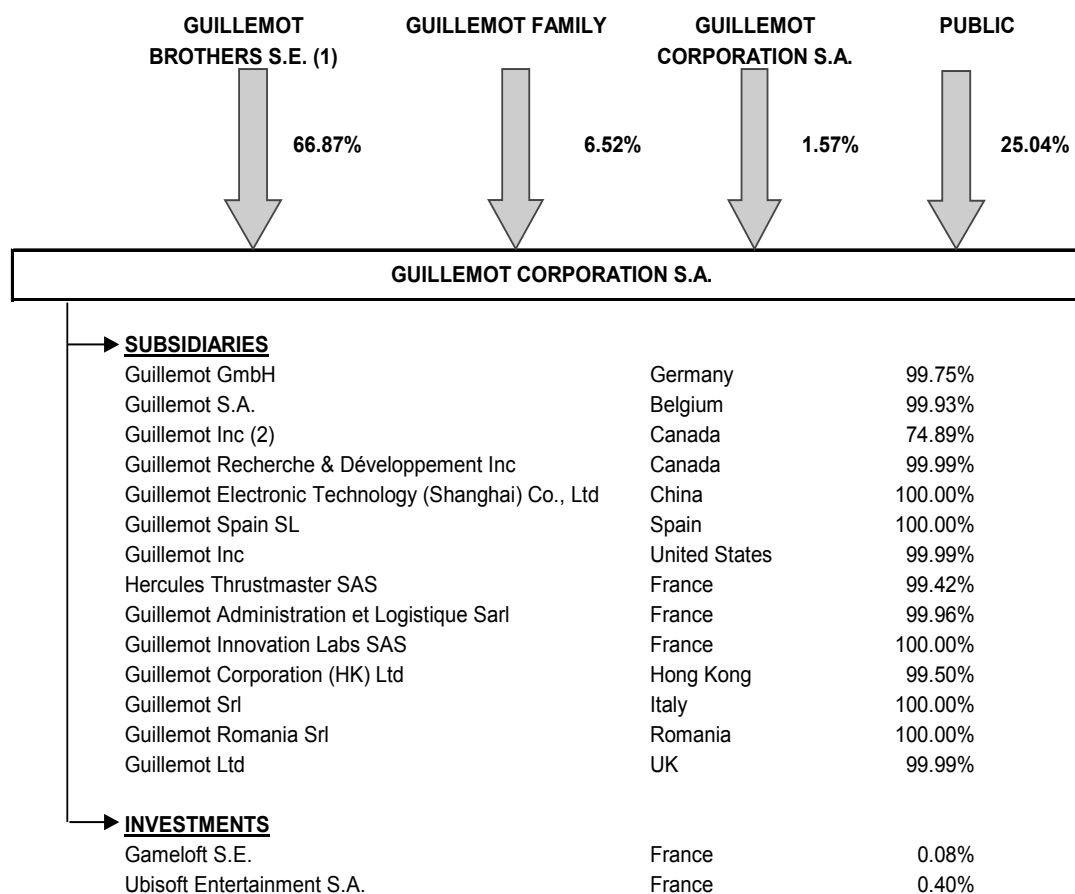 GUILLEMOT BROTHERS S.E. (1) GUILLEMOT FAMILY GUILLEMOT CORPORATION S.A. PUBLIC
66.87% 6.52% 1.57% 25.04%
GUILLEMOT CORPORATION S.A.
SUBSIDIARIES
Guillemot GmbH Germany 99.75%
Guillemot S.A. Belgium 99.93%
Guillemot Inc (2) Canada 74.89%
Guillemot Recherche & Développement Inc Canada 99.99%
Guillemot Electronic Technology (Shanghai) Co., Ltd China 100.00%
Guillemot Spain SL Spain 100.00%
Guillemot Inc United States 99.99%
Hercules Thrustmaster SAS France 99.42%
Guillemot Administration et Logistique Sarl France 99.96%
Guillemot Innovation Labs SAS France 100.00%
Guillemot Corporation (HK) Ltd Hong Kong 99.50%
Guillemot Srl Italy 100.00%
Guillemot Romania Srl Romania 100.00%
Guillemot Ltd UK 99.99%
INVESTMENTS
Gameloft S.E. France 0.08%
Ubisoft Entertainment S.A. France 0.40%